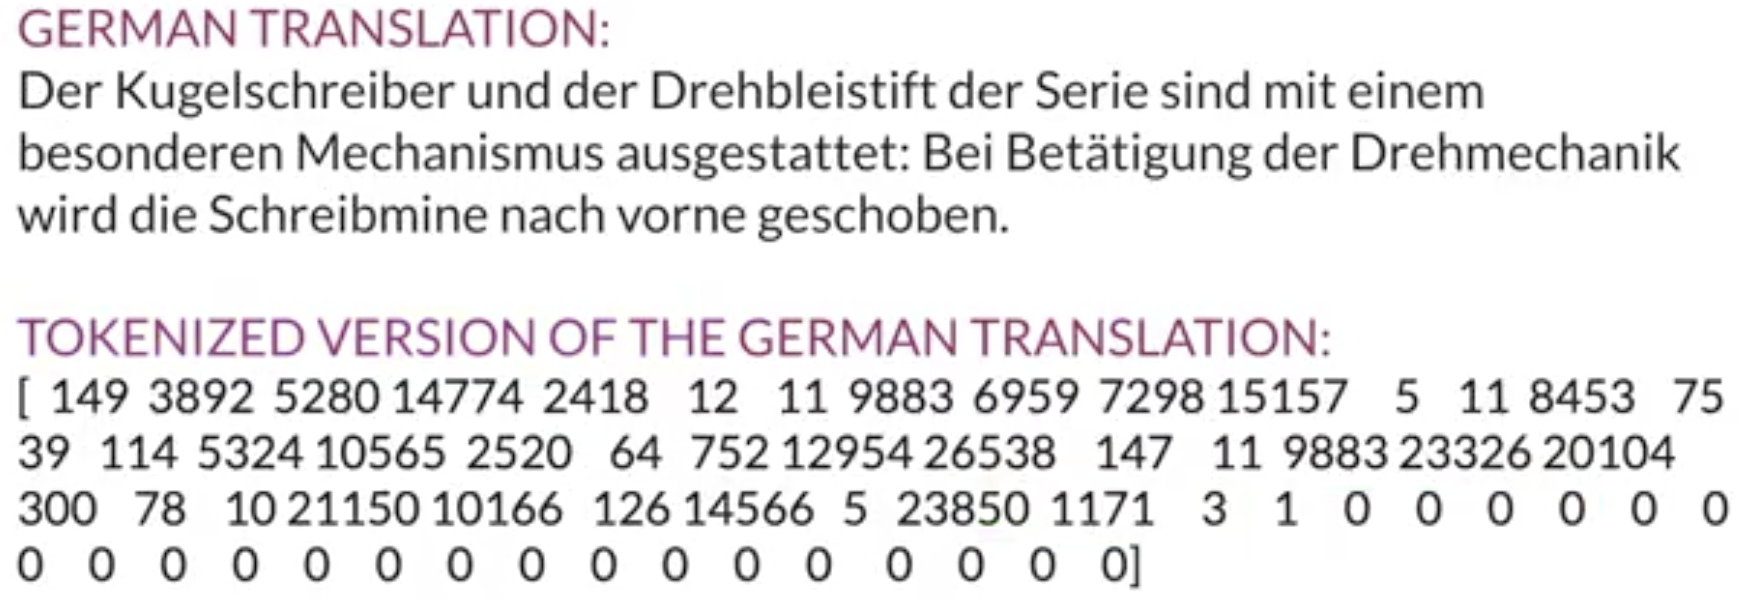 GERMAN TRANSLATION:
Der Kugelschreiber und der Drehbleistift der Serie sind mit einem
besonderen Mechanismus ausgestattet: Bei Betätigung der Drehmechanik
wird die Schreibmine nach vorne geschoben.
TOKENIZED VERSION OF THE GERMAN TRANSLATION:
[ 149 3892 5280 14774 2418 12 11 9883 6959 7298 15157 5 11 8453 75
39 114 5324 10565 2520 64 752 12954 26538 147 11 9883 23326 20104
300 78 10 21150 10166 126 14566 5 23850 1171 3 1 0 0 0 0 0 0
0 0 0 0 0 0 0 0 0 0 0 0 0 0 0 0]